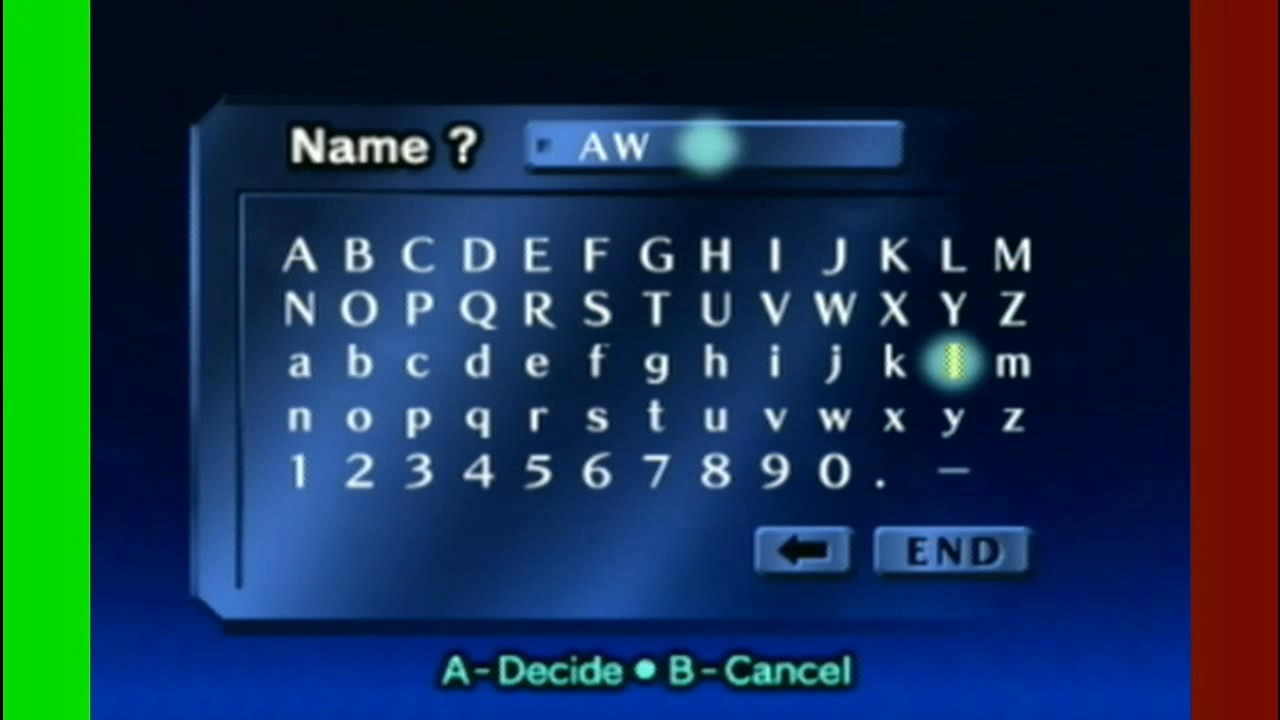 Name ? AW
A B C D E F G H I J K L M
N O P Q R S T U V W X Y Z
a b c d e f g h i j k l m
n o p q r s t u v w x y z
1 2 3 4 5 6 7 8 9 0 . –
END
A-Decide • B-Cancel